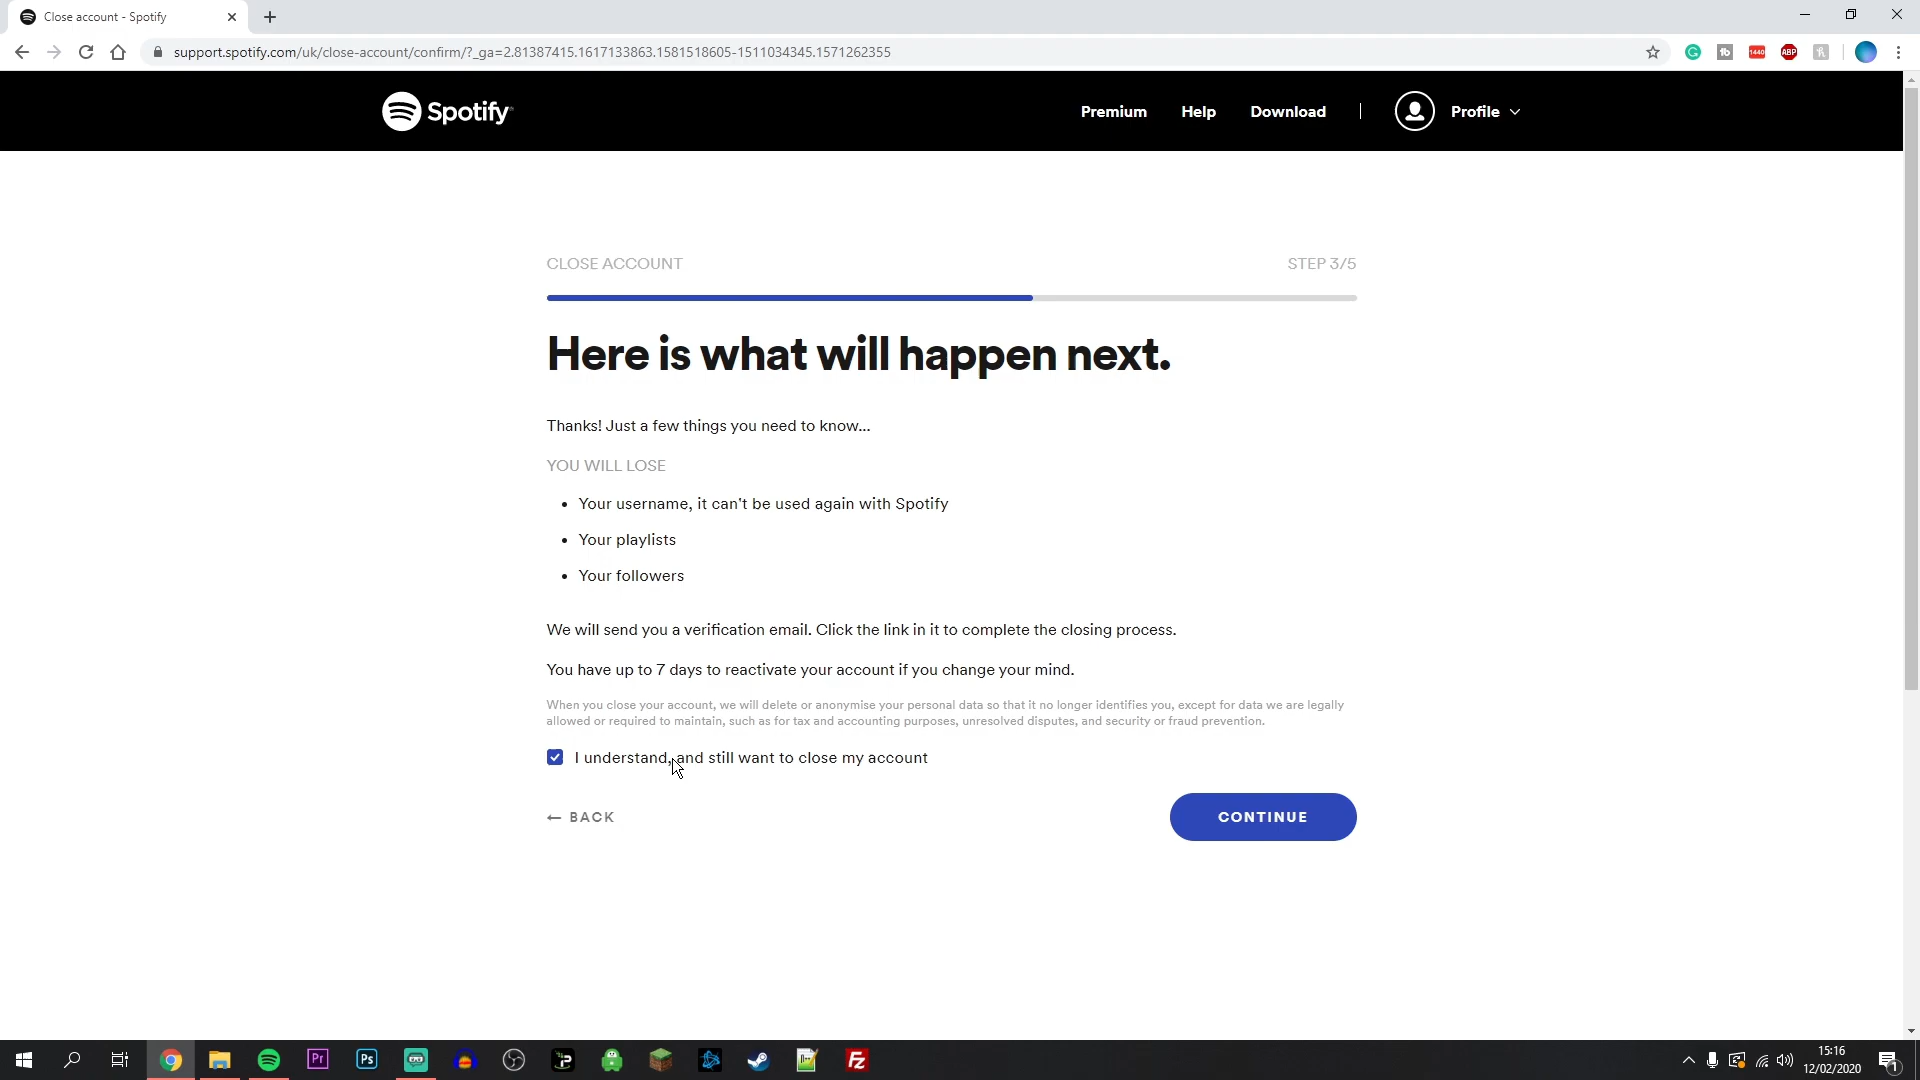 Close account - Spotify
support.spotify.com/uk/close-account/confirm/?_ga=2.81387415.1617133863.1581518605-1511034345.1571262355
1440
ABP
Spotify
Premium
Help
Download
Profile
CLOSE ACCOUNT
STEP 3/5
Here is what will happen next.
Thanks! Just a few things you need to know...
YOU WILL LOSE
Your username, it can't be used again with Spotify
Your playlists
Your followers
We will send you a verification email. Click the link in it to complete the closing process.
You have up to 7 days to reactivate your account if you change your mind.
When you close your account, we will delete or anonymise your personal data so that it no longer identifies you, except for data we are legally
allowed or required to maintain, such as for tax and accounting purposes, unresolved disputes, and security or fraud prevention.
I understand, and still want to close my account
← BACK
CONTINUE
Pr
Ps
Fz
15:16
12/02/2020
1